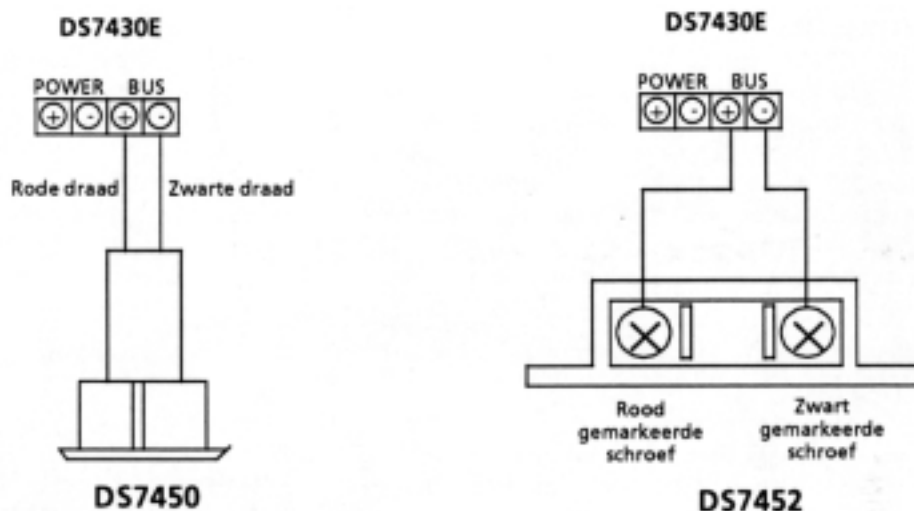 DS7430E
POWER BUS
+ - + -
Rode draad
Zwarte draad
DS7450
DS7430E
POWER BUS
+ - + -
Rood
gemarkeerde
schroef
Zwart
gemarkeerde
schroef
DS7452